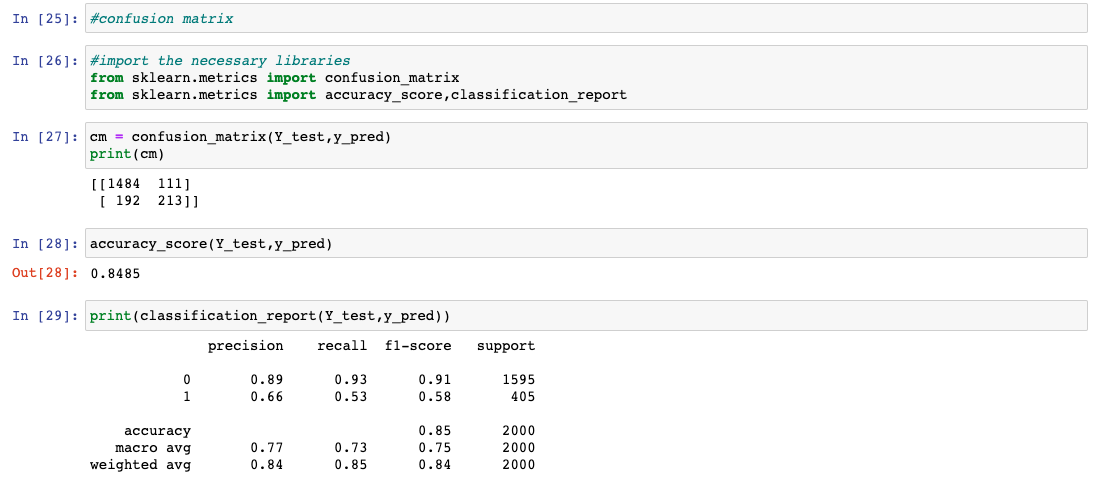 In [25]: #confusion matrix
In [26]: #import the necessary libraries
from sklearn.metrics import confusion_matrix
from sklearn.metrics import accuracy_score,classification_report
In [27]: cm = confusion_matrix(Y_test,y_pred)
print(cm)
[[1484  111]
 [ 192  213]]
In [28]: accuracy_score(Y_test,y_pred)
Out[28]: 0.8485
In [29]: print(classification_report(Y_test,y_pred))
precision    recall  f1-score   support
0       0.89      0.93      0.91      1595
1       0.66      0.53      0.58       405
accuracy                           0.85      2000
macro avg       0.77      0.73      0.75      2000
weighted avg       0.84      0.85      0.84      2000